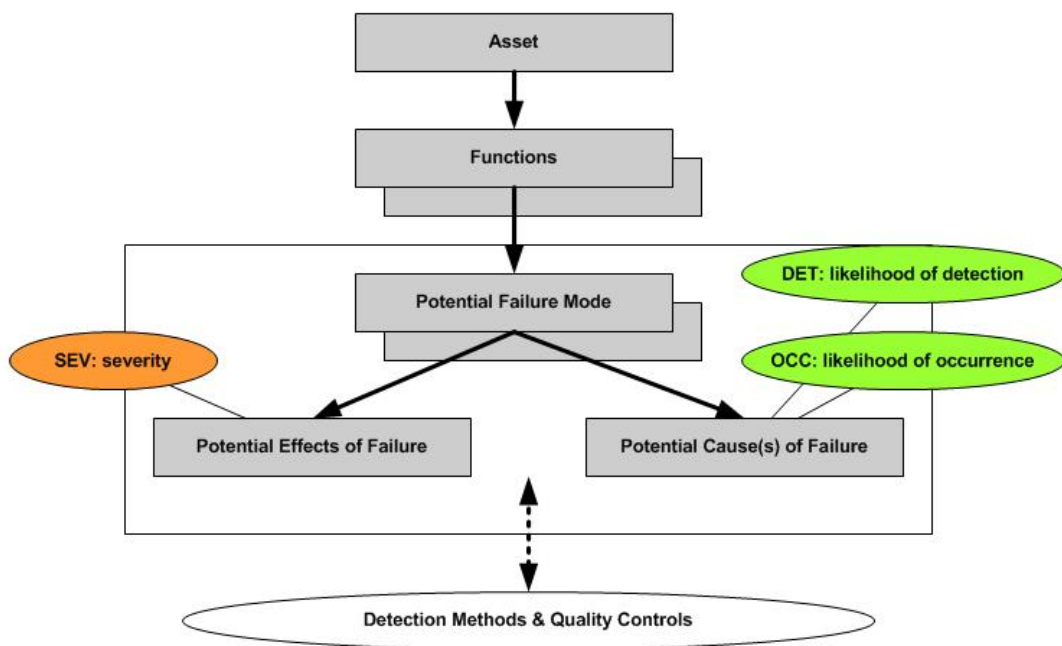 Asset
Functions
DET: likelihood of detection
Potential Failure Mode
SEV: severity
OCC: likelihood of occurrence
Potential Effects of Failure
Potential Cause(s) of Failure
Detection Methods & Quality Controls